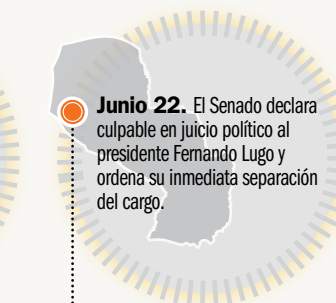 Junio 22. El Senado declara
culpable en juicio político al
presidente Fernando Lugo y
ordena su inmediata separación
del cargo.